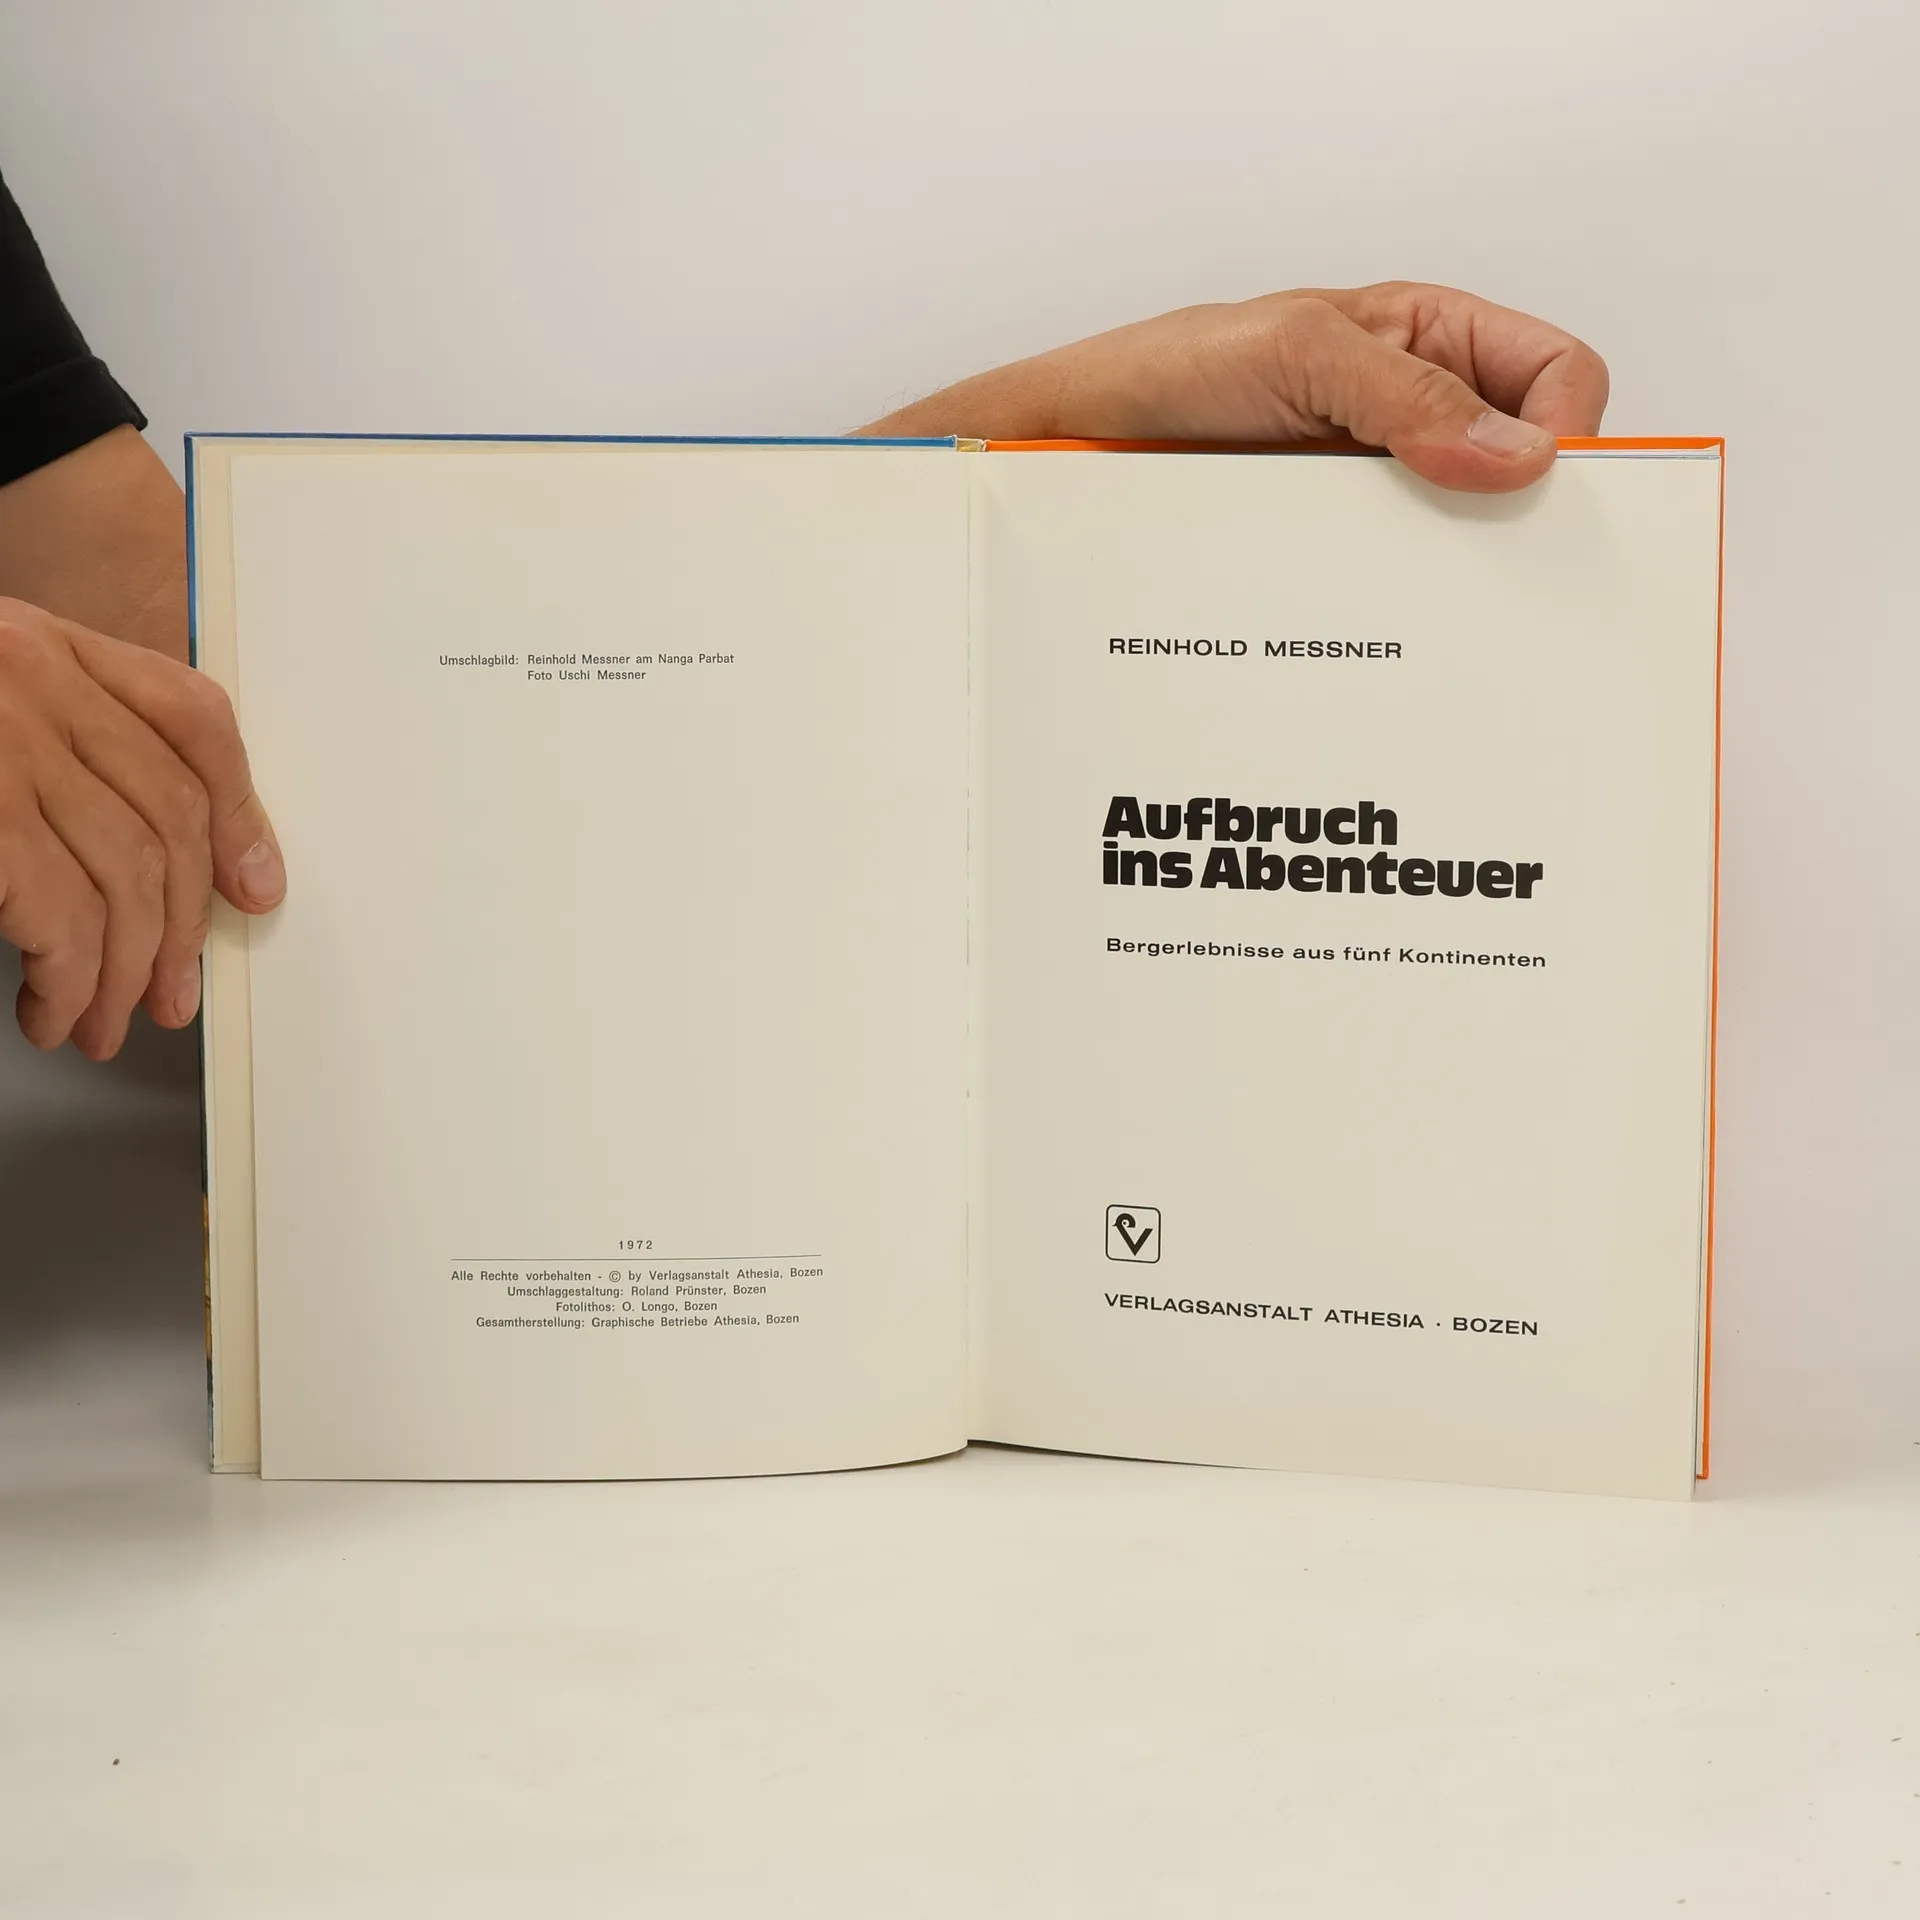 Umschlagbild: Reinhold Messner am Nanga Parbat
Foto Uschi Messner
1972
Alle Rechte vorbehalten - © by Verlagsanstalt Athesia, Bozen
Umschlaggestaltung: Roland Prünster, Bozen
Fotolithos: O. Longo, Bozen
Gesamtherstellung: Graphische Betriebe Athesia, Bozen
REINHOLD MESSNER
Aufbruch
ins Abenteuer
Bergerlebnisse aus fünf Kontinenten
VERLAGSANSTALT ATHESIA · BOZEN